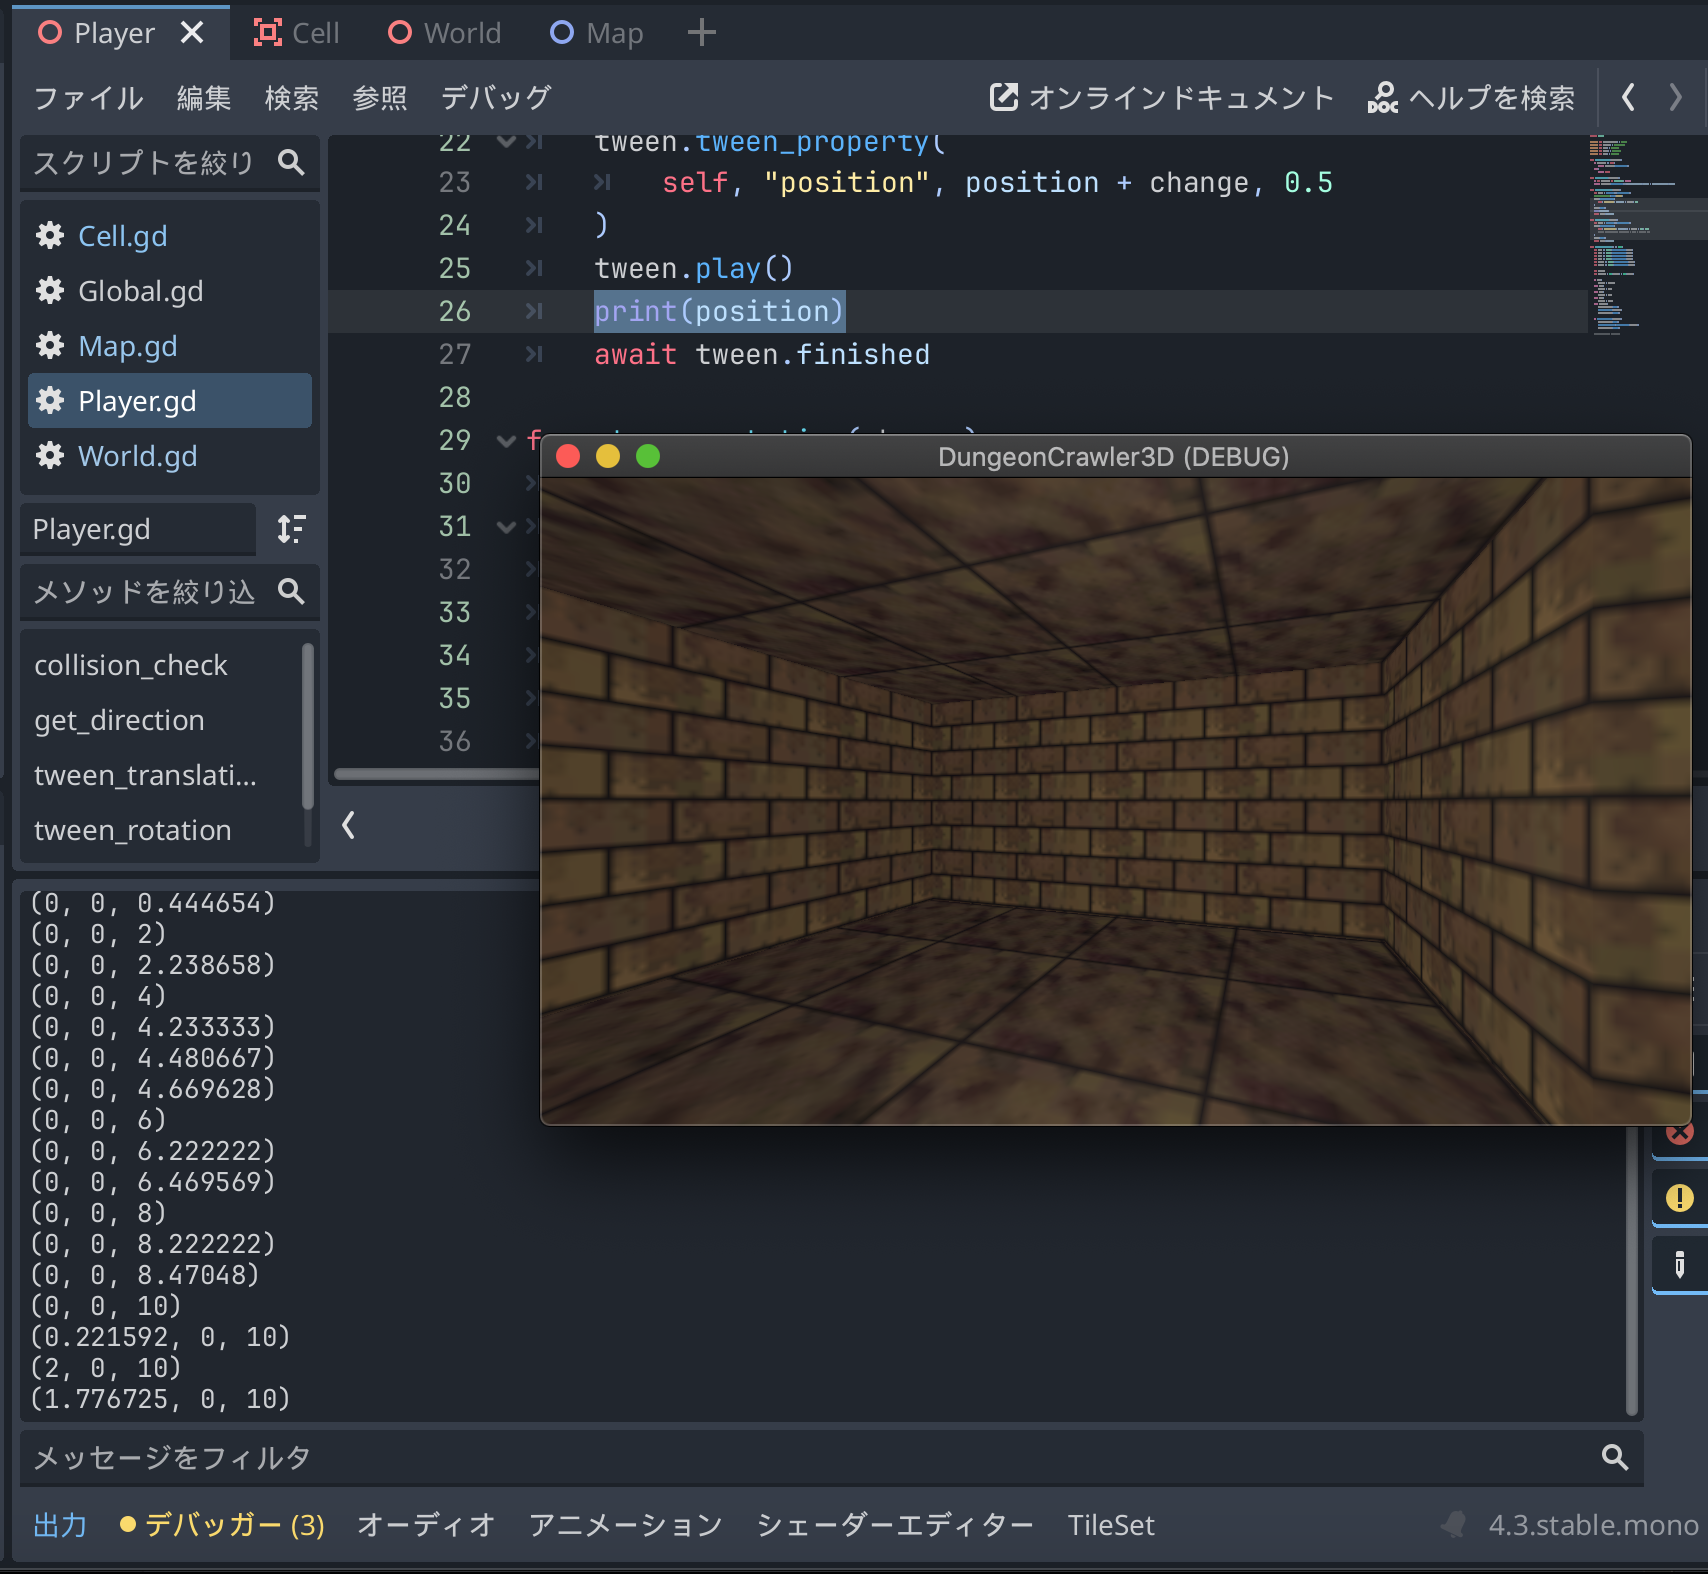 Player Cell World Map
ファイル 編集 検索 参照 デバッグ オンラインドキュメント DOC ヘルプを検索
スクリプトを絞り
Cell.gd
Global.gd
Map.gd
Player.gd
World.gd
Player.gd
メソッドを絞り込
collision_check
get_direction
tween_translati...
tween_rotation
22 tween.tween_property(
23 self, "position", position + change, 0.5
24 )
25 tween.play()
26 print(position)
27 await tween.finished
28
29
30
31
32
33
34
35
36
DungeonCrawler3D (DEBUG)
(0, 0, 0.444654)
(0, 0, 2)
(0, 0, 2.238658)
(0, 0, 4)
(0, 0, 4.233333)
(0, 0, 4.480667)
(0, 0, 4.669628)
(0, 0, 6)
(0, 0, 6.222222)
(0, 0, 6.469569)
(0, 0, 8)
(0, 0, 8.222222)
(0, 0, 8.47048)
(0, 0, 10)
(0.221592, 0, 10)
(2, 0, 10)
(1.776725, 0, 10)
メッセージをフィルタ
出力 デバッガー (3) オーディオ アニメーション シェーダーエディター TileSet 4.3.stable.mono